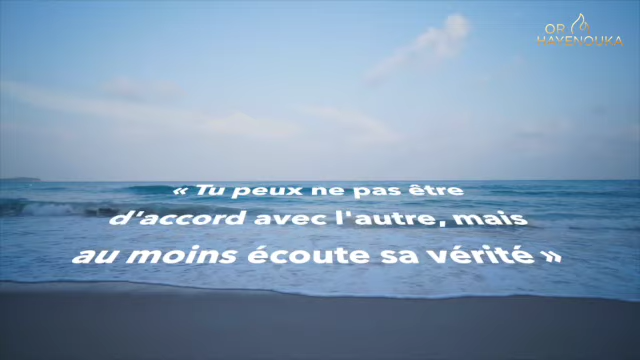 OR
HAYENOUKA
« Tu peux ne pas être
d'accord avec l'autre, mais
au moins écoute sa vérité »